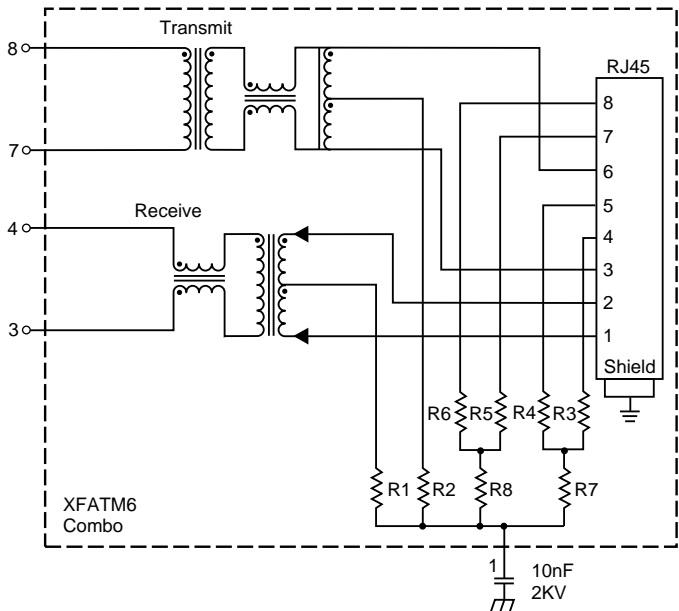 Transmit
8
7
RJ45
8
7
6
5
4
3
2
1
Shield
Receive
4
3
R6 R5 R4 R3
R1 R2 R8 R7
XFATM6
Combo
1
10nF
2KV